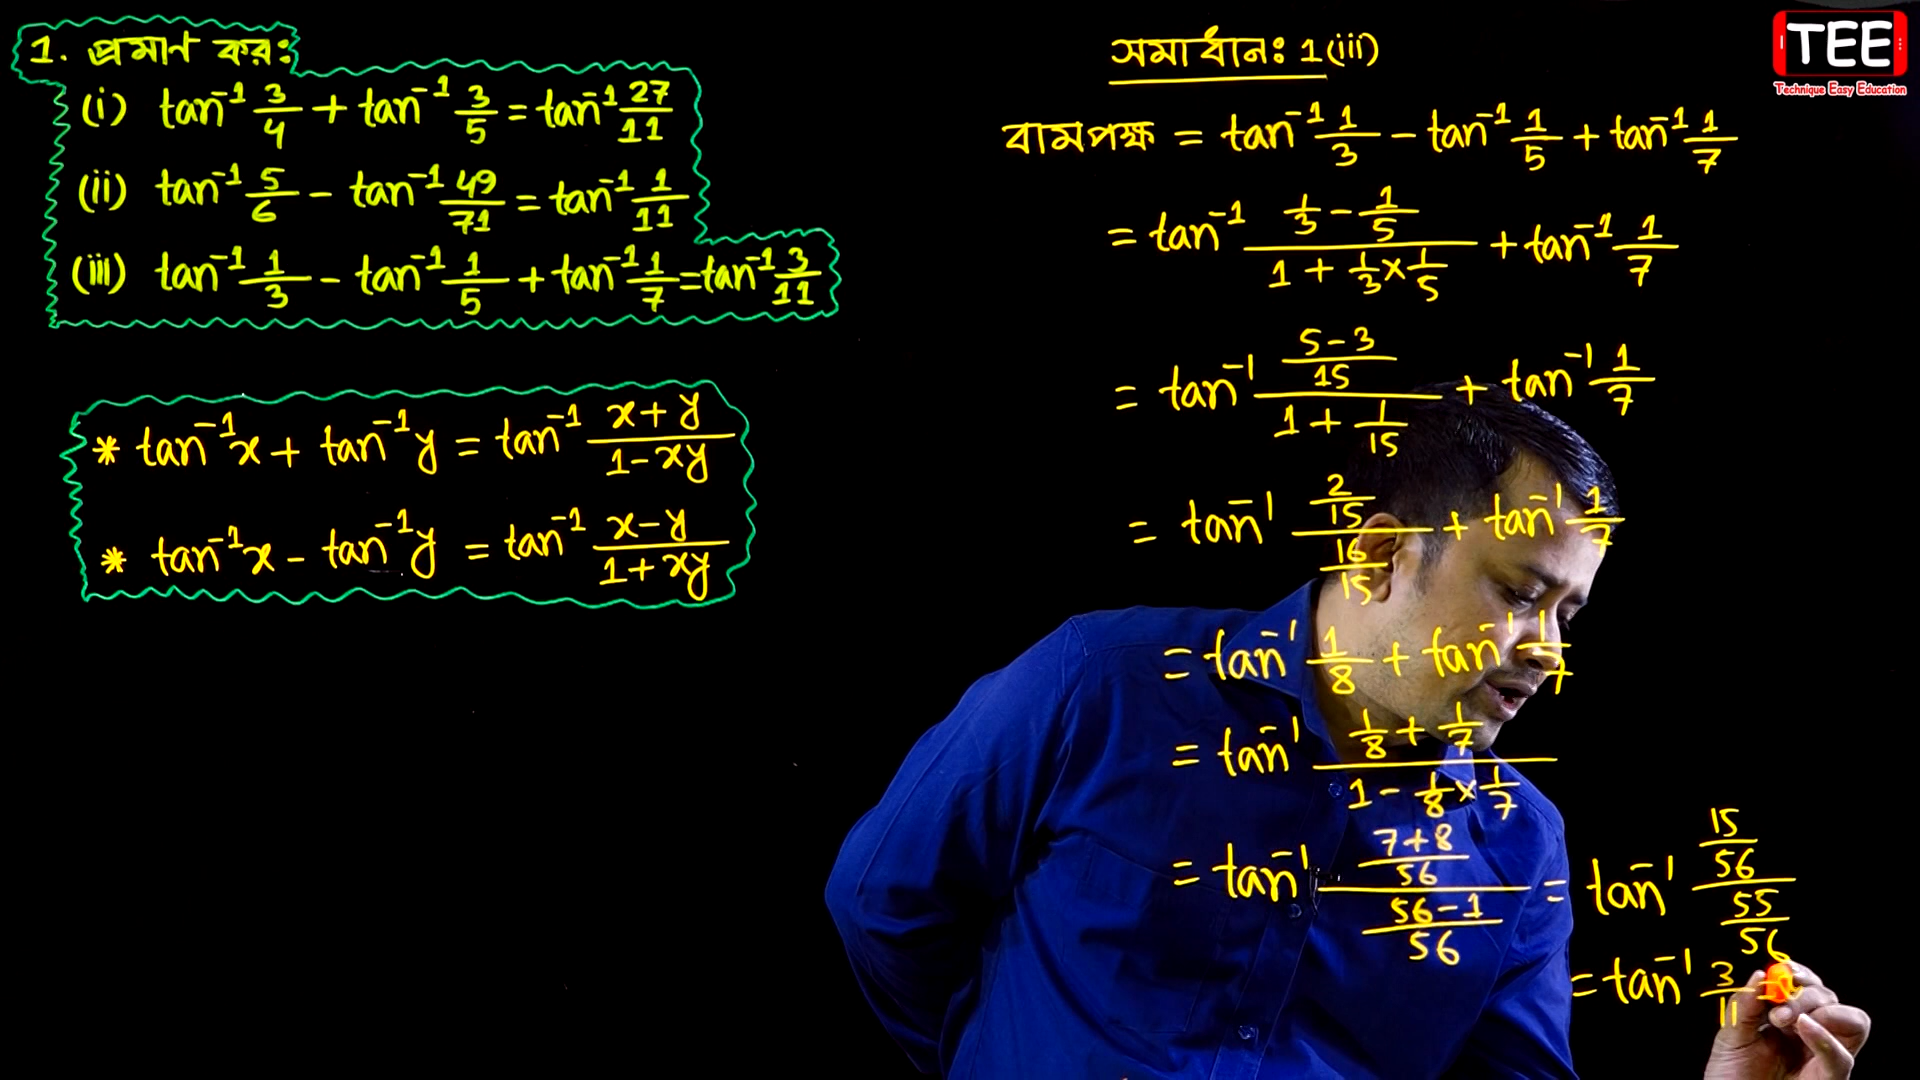 1. প্রমাণ কর:
(i) tan⁻¹ 3/4 + tan⁻¹ 3/5 = tan⁻¹ 27/11
(ii) tan⁻¹ 5/6 - tan⁻¹ 49/71 = tan⁻¹ 1/11
(iii) tan⁻¹ 1/3 - tan⁻¹ 1/5 + tan⁻¹ 1/7 = tan⁻¹ 3/11
* tan⁻¹x + tan⁻¹y = tan⁻¹ (x+y)/(1-xy)
* tan⁻¹x - tan⁻¹y = tan⁻¹ (x-y)/(1+xy)
সমাধান: 1(iii)
বামপক্ষ = tan⁻¹ 1/3 - tan⁻¹ 1/5 + tan⁻¹ 1/7
= tan⁻¹ (1/3 - 1/5)/(1 + 1/3 × 1/5) + tan⁻¹ 1/7
= tan⁻¹ ((5-3)/15)/(1 + 1/15) + tan⁻¹ 1/7
= tan⁻¹ (2/15)/(16/15) + tan⁻¹ 1/7
= tan⁻¹ 1/8 + tan⁻¹ 1/7
= tan⁻¹ (1/8 + 1/7)/(1 - 1/8 × 1/7)
= tan⁻¹ ((7+8)/56)/((56-1)/56) = tan⁻¹ (15/56)/(55/56)
= tan⁻¹ 3/11
TEE
Technique Easy Education